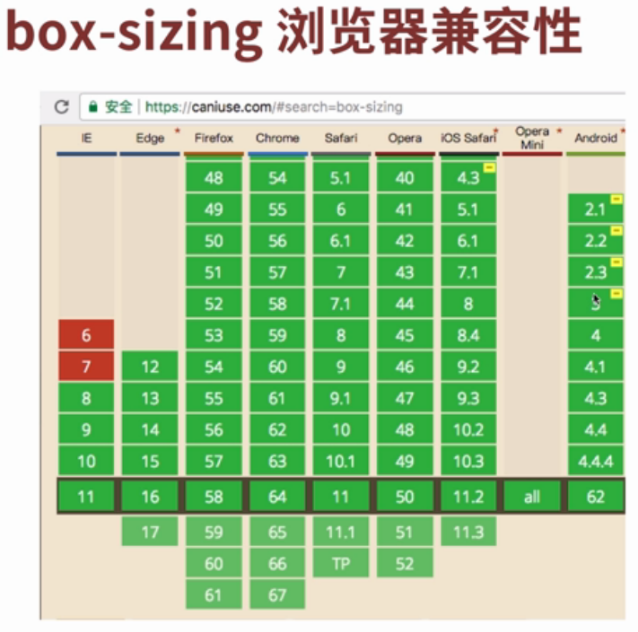 box-sizing 浏览器兼容性
安全 | https://caniuse.com/#search=box-sizing
IE Edge * Firefox Chrome Safari Opera iOS Safari * Opera Mini * Android *
48 54 5.1 40 4.3
49 55 6 41 5.1 2.1
50 56 6.1 42 6.1 2.2
51 57 7 43 7.1 2.3
52 58 7.1 44 8 3
6 53 59 8 45 8.4 4
7 12 54 60 9 46 9.2 4.1
8 13 55 61 9.1 47 9.3 4.3
9 14 56 62 10 48 10.2 4.4
10 15 57 63 10.1 49 10.3 4.4.4
11 16 58 64 11 50 11.2 all 62
17 59 65 11.1 51 11.3
60 66 TP 52
61 67